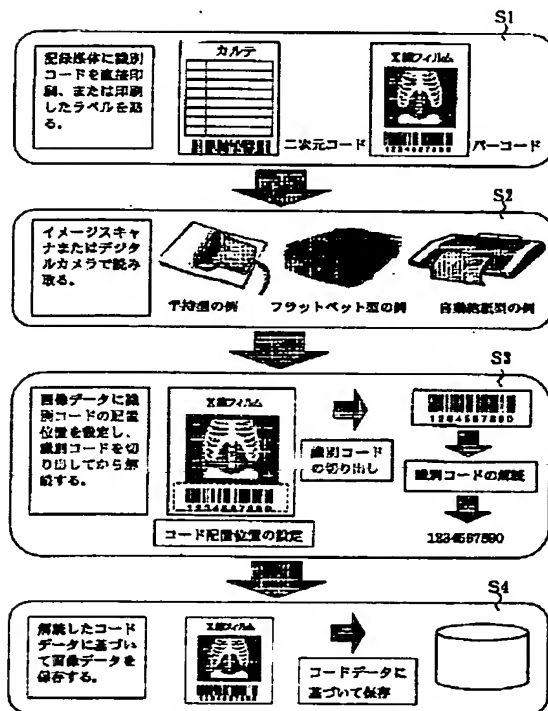 S1
記録媒体に識別
コードを直接印
刷、または印刷
したラベルを貼
る。
カルテ
二次元コード
X線フィルム
1234567890
バーコード
S2
イメージスキャ
ナまたはデジタ
ルカメラで読み
取る。
手持型の例
フラットベット型の例
自動給紙型の例
S3
画像データに識
別コードの配置
位置を設定し、
識別コードを切
り出してから解
読する。
X線フィルム
1234567890
コード配置位置の設定
識別コード
の切り出し
1234567890
識別コードの解読
1234567890
S4
解読したコード
データに基づい
て画像データを
保存する。
X線フィルム
コードデータに
基づいて保存